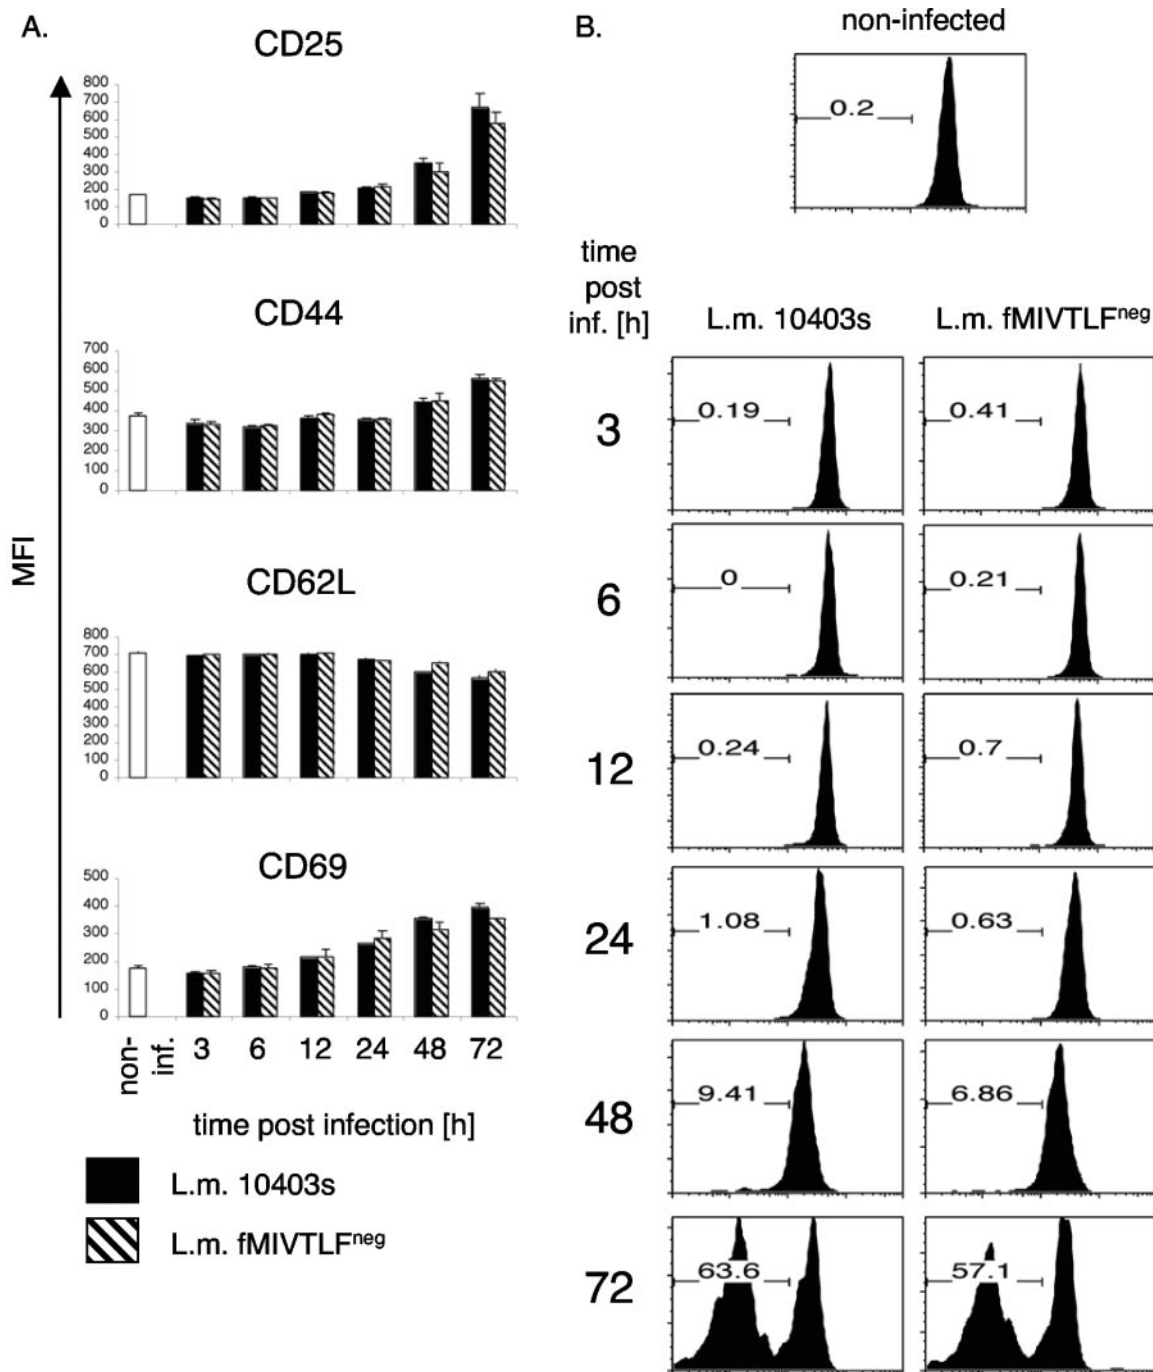 A.
CD25
800
700
600
500
400
300
200
100
0
CD44
700
600
500
400
300
200
100
0
CD62L
800
700
600
500
400
300
200
100
0
CD69
500
400
300
200
100
0
MFI
non-inf.
3 6 12 24 48 72
time post infection [h]
L.m. 10403s
L.m. fMIVTLFneg
B.
non-infected
0.2
time
post
inf. [h]
L.m. 10403s L.m. fMIVTLFneg
3 0.19 0.41
6 0 0.21
12 0.24 0.7
24 1.08 0.63
48 9.41 6.86
72 63.6 57.1